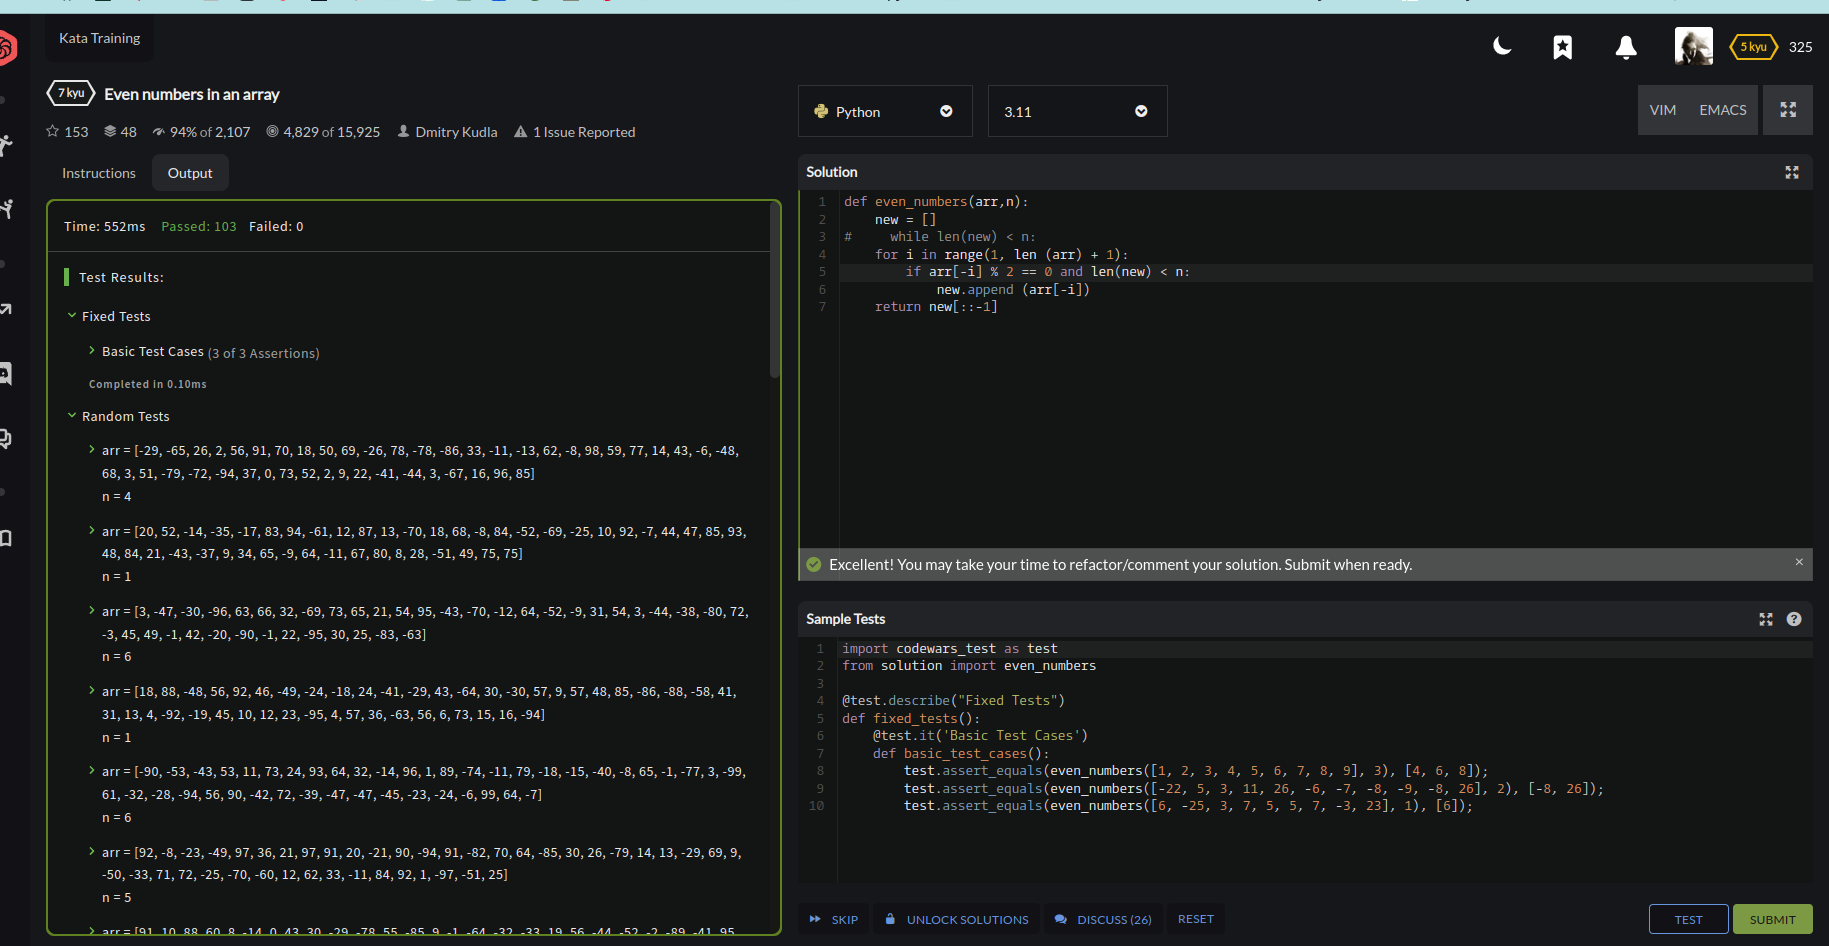 Kata Training
5 kyu 325
7 kyu Even numbers in an array
153 48 94% of 2,107 4,829 of 15,925 Dmitry Kudla 1 Issue Reported
Instructions Output
Time: 552ms Passed: 103 Failed: 0
Test Results:
Fixed Tests
Basic Test Cases (3 of 3 Assertions)
Completed in 0.10ms
Random Tests
arr = [-29, -65, 26, 2, 56, 91, 70, 18, 50, 69, -26, 78, -78, -86, 33, -11, -13, 62, -8, 98, 59, 77, 14, 43, -6, -48,
68, 3, 51, -79, -72, -94, 37, 0, 73, 52, 2, 9, 22, -41, -44, 3, -67, 16, 96, 85]
n = 4
arr = [20, 52, -14, -35, -17, 83, 94, -61, 12, 87, 13, -70, 18, 68, -8, 84, -52, -69, -25, 10, 92, -7, 44, 47, 85, 93,
48, 84, 21, -43, -37, 9, 34, 65, -9, 64, -11, 67, 80, 8, 28, -51, 49, 75, 75]
n = 1
arr = [3, -47, -30, -96, 63, 66, 32, -69, 73, 65, 21, 54, 95, -43, -70, -12, 64, -52, -9, 31, 54, 3, -44, -38, -80, 72,
-3, 45, 49, -1, 42, -20, -90, -1, 22, -95, 30, 25, -83, -63]
n = 6
arr = [18, 88, -48, 56, 92, 46, -49, -24, -18, 24, -41, -29, 43, -64, 30, -30, 57, 9, 57, 48, 85, -86, -88, -58, 41,
31, 13, 4, -92, -19, 45, 10, 12, 23, -95, 4, 57, 36, -63, 56, 6, 73, 15, 16, -94]
n = 1
arr = [-90, -53, -43, 53, 11, 73, 24, 93, 64, 32, -14, 96, 1, 89, -74, -11, 79, -18, -15, -40, -8, 65, -1, -77, 3, -99,
61, -32, -28, -94, 56, 90, -42, 72, -39, -47, -47, -45, -23, -24, -6, 99, 64, -7]
n = 6
arr = [92, -8, -23, -49, 97, 36, 21, 97, 91, 20, -21, 90, -94, 91, -82, 70, 64, -85, 30, 26, -79, 14, 13, -29, 69, 9,
-50, -33, 71, 72, -25, -70, -60, 12, 62, 33, -11, 84, 92, 1, -97, -51, 25]
n = 5
arr = [91, 10, 88, 60, 8, -14, 0, 43, 30, -29, -78, 55, -85, 9, -1, -64, -32, -33, 19, 56, -44, -52, -2, -89, -41, 95,
Python 3.11 VIM EMACS
Solution
1 def even_numbers(arr,n):
2 new = []
3 # while len(new) < n:
4 for i in range(1, len (arr) + 1):
5 if arr[-i] % 2 == 0 and len(new) < n:
6 new.append (arr[-i])
7 return new[::-1]
Excellent! You may take your time to refactor/comment your solution. Submit when ready. ×
Sample Tests
1 import codewars_test as test
2 from solution import even_numbers
3
4 @test.describe("Fixed Tests")
5 def fixed_tests():
6 @test.it('Basic Test Cases')
7 def basic_test_cases():
8 test.assert_equals(even_numbers([1, 2, 3, 4, 5, 6, 7, 8, 9], 3), [4, 6, 8]);
9 test.assert_equals(even_numbers([-22, 5, 3, 11, 26, -6, -7, -8, -9, -8, 26], 2), [-8, 26]);
10 test.assert_equals(even_numbers([6, -25, 3, 7, 5, 5, 7, -3, 23], 1), [6]);
SKIP UNLOCK SOLUTIONS DISCUSS (26) RESET TEST SUBMIT